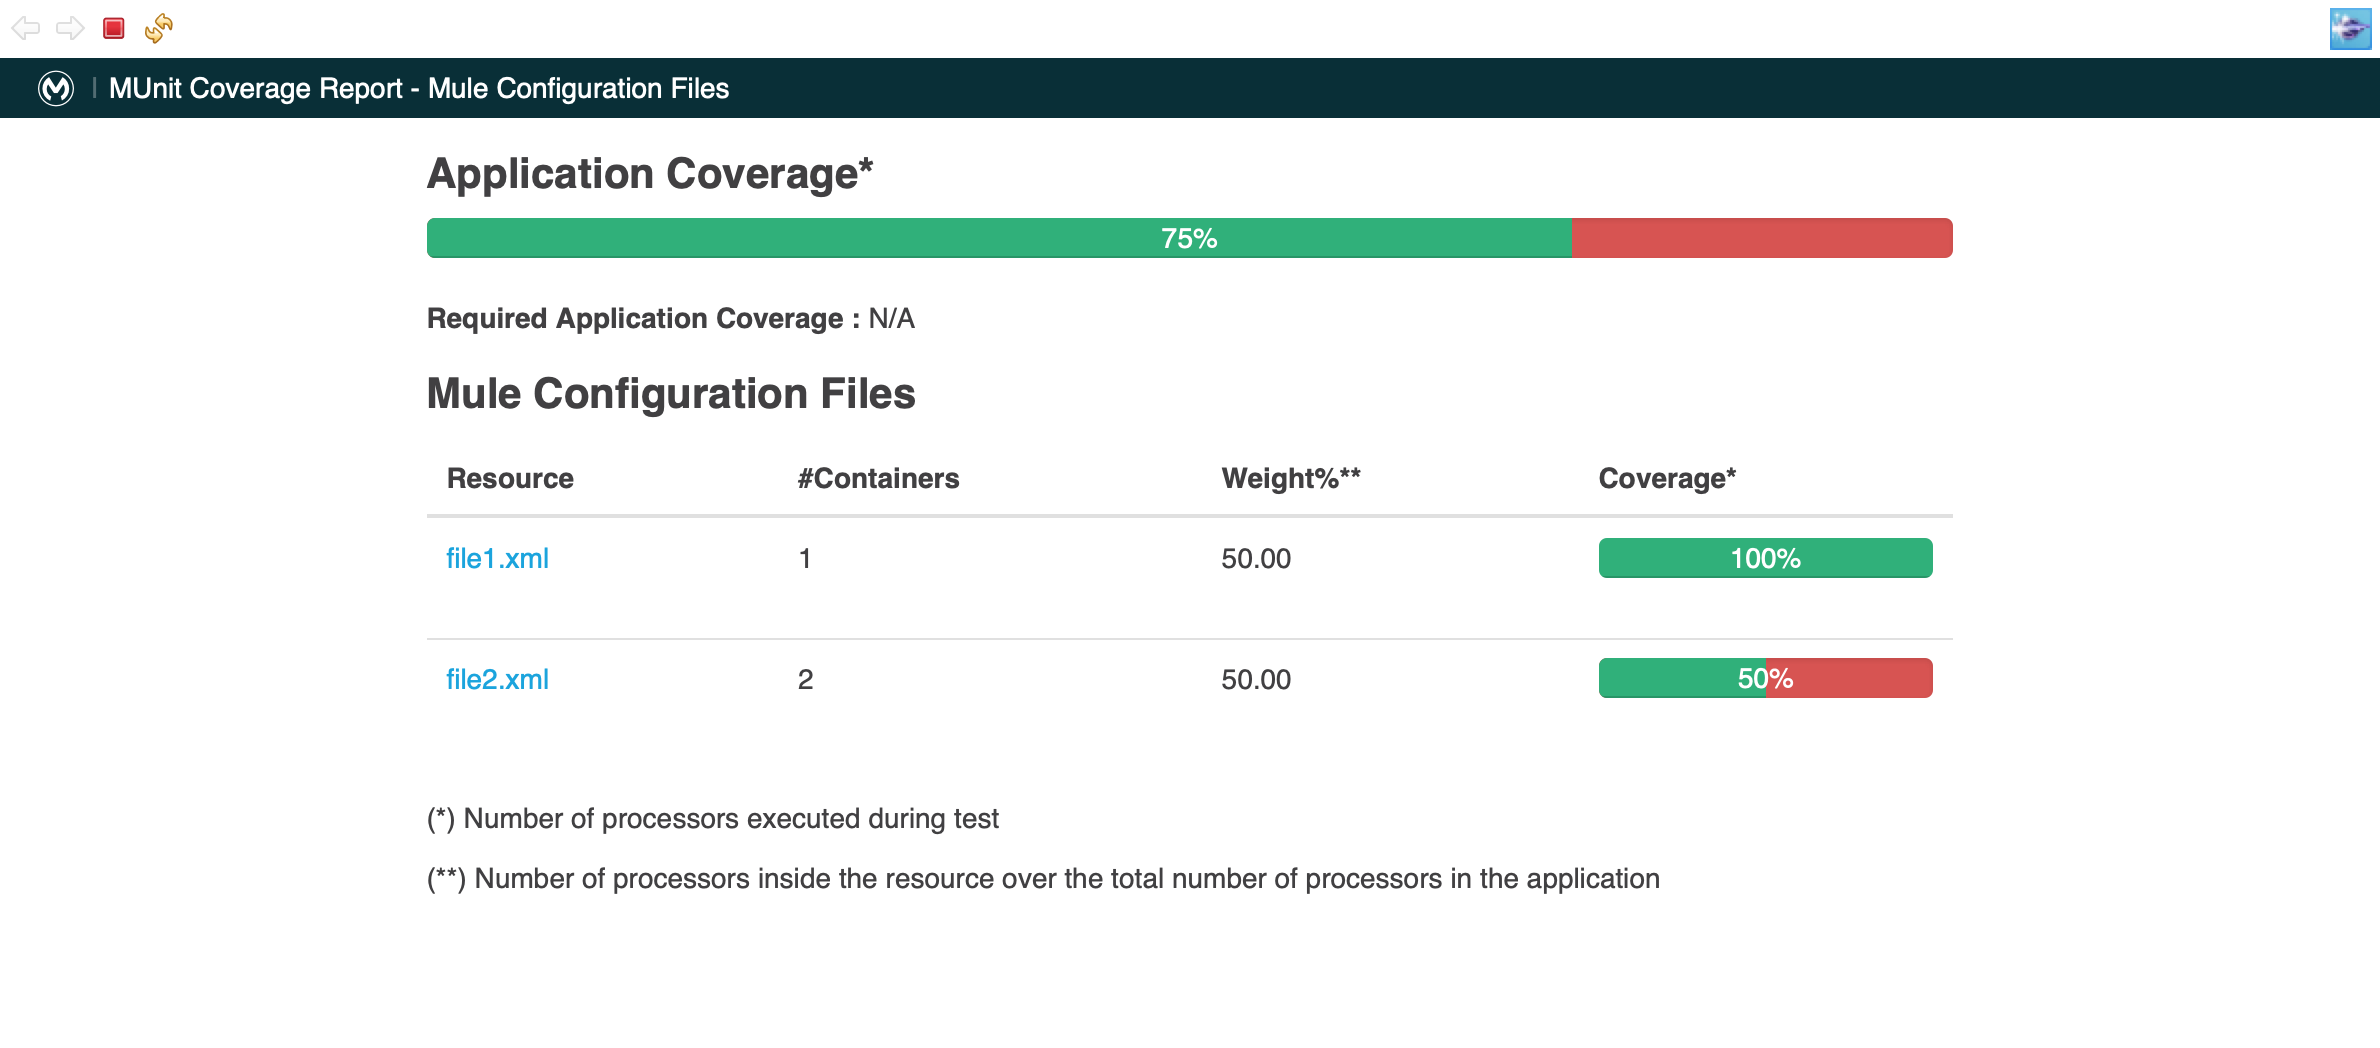 MUnit Coverage Report - Mule Configuration Files
Application Coverage*
75%
Required Application Coverage : N/A
Mule Configuration Files
Resource #Containers Weight%** Coverage*
file1.xml 1 50.00 100%
file2.xml 2 50.00 50%
(*) Number of processors executed during test
(**) Number of processors inside the resource over the total number of processors in the application